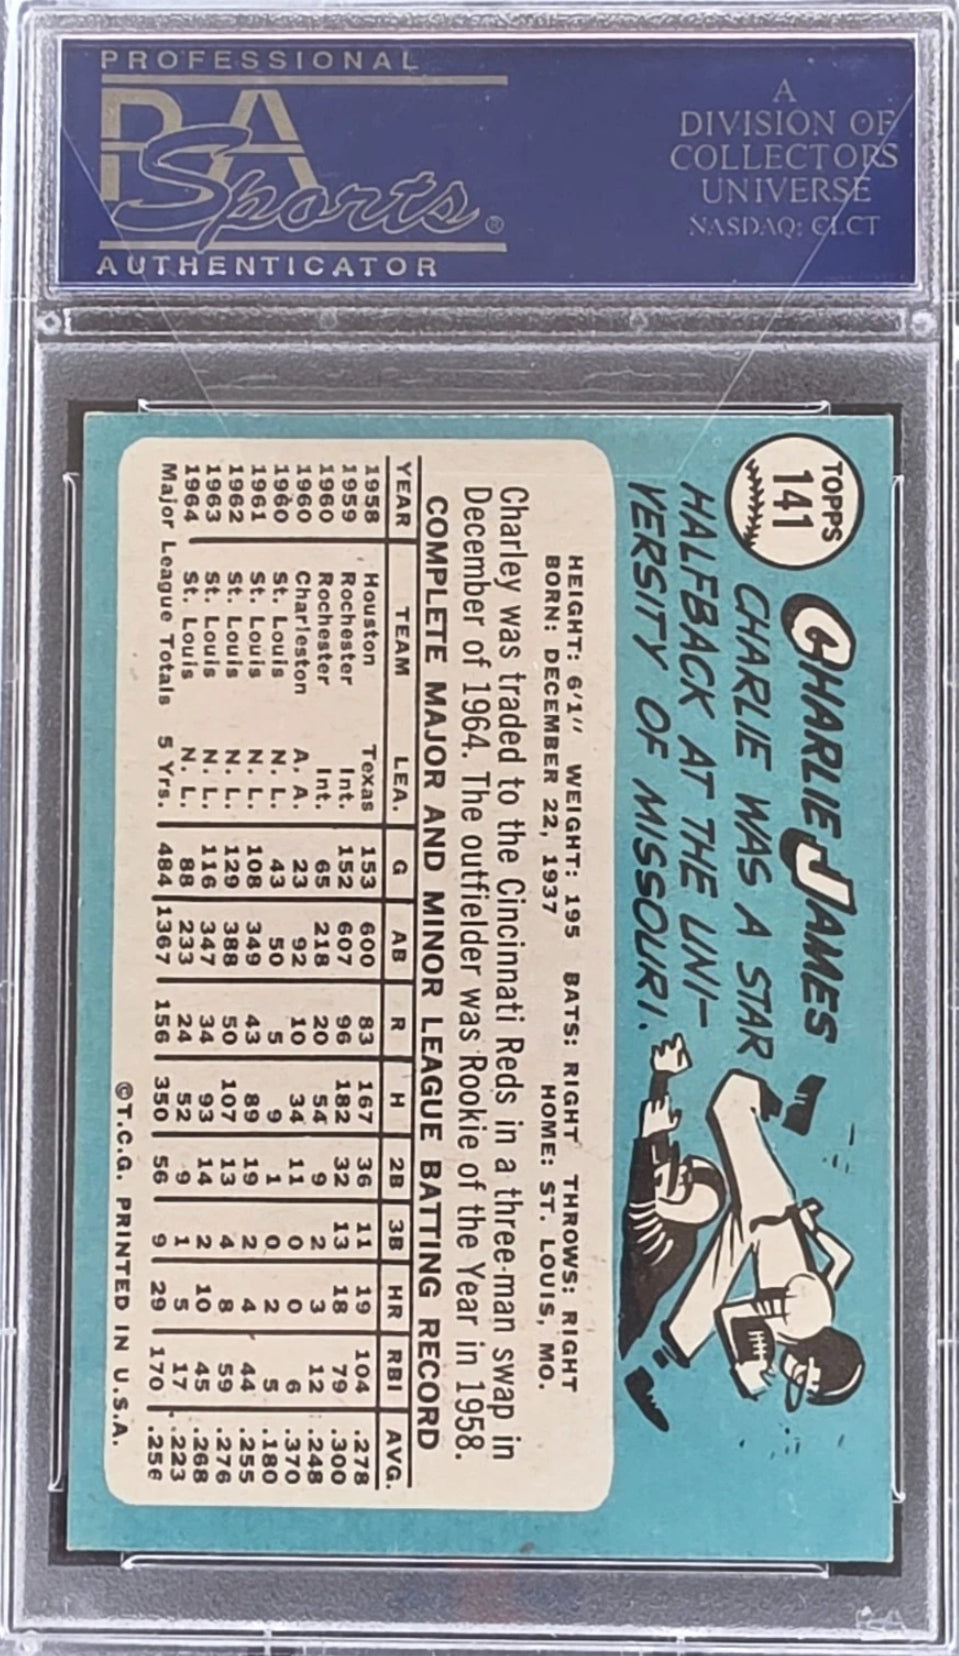 PROFESSIONAL
PSA
Sports®
AUTHENTICATOR
A
DIVISION OF
COLLECTORS
UNIVERSE
NASDAQ: CLCT
TOPPS
141
CHARLIE JAMES
CHARLIE WAS A STAR
HALFBACK AT THE UNI-
VERSITY OF MISSOURI.
HEIGHT: 6'1" WEIGHT: 195 BATS: RIGHT THROWS: RIGHT
BORN: DECEMBER 22, 1937 HOME: ST. LOUIS, MO.
Charley was traded to the Cincinnati Reds in a three-man swap in
December of 1964. The outfielder was Rookie of the Year in 1958.
COMPLETE MAJOR AND MINOR LEAGUE BATTING RECORD
YEAR TEAM LEA. G AB R H 2B 3B HR RBI AVG.
1958 Houston Texas 153 600 83 167 36 11 19 104 .278
1959 Rochester Int. 152 607 96 182 32 13 18 79 .300
1960 Rochester Int. 65 218 20 54 9 2 3 12 .248
1960 Charleston A. A. 23 92 10 34 11 0 0 6 .370
1960 St. Louis N. L. 43 50 5 9 1 0 2 5 .180
1961 St. Louis N. L. 108 349 43 89 19 2 4 44 .255
1962 St. Louis N. L. 129 388 50 107 13 4 8 59 .276
1963 St. Louis N. L. 116 347 34 93 14 2 10 45 .268
1964 St. Louis N. L. 88 233 24 52 9 1 5 17 .223
Major League Totals 5 Yrs. 484 1367 156 350 56 9 29 170 .256
©T.C.G. PRINTED IN U.S.A.